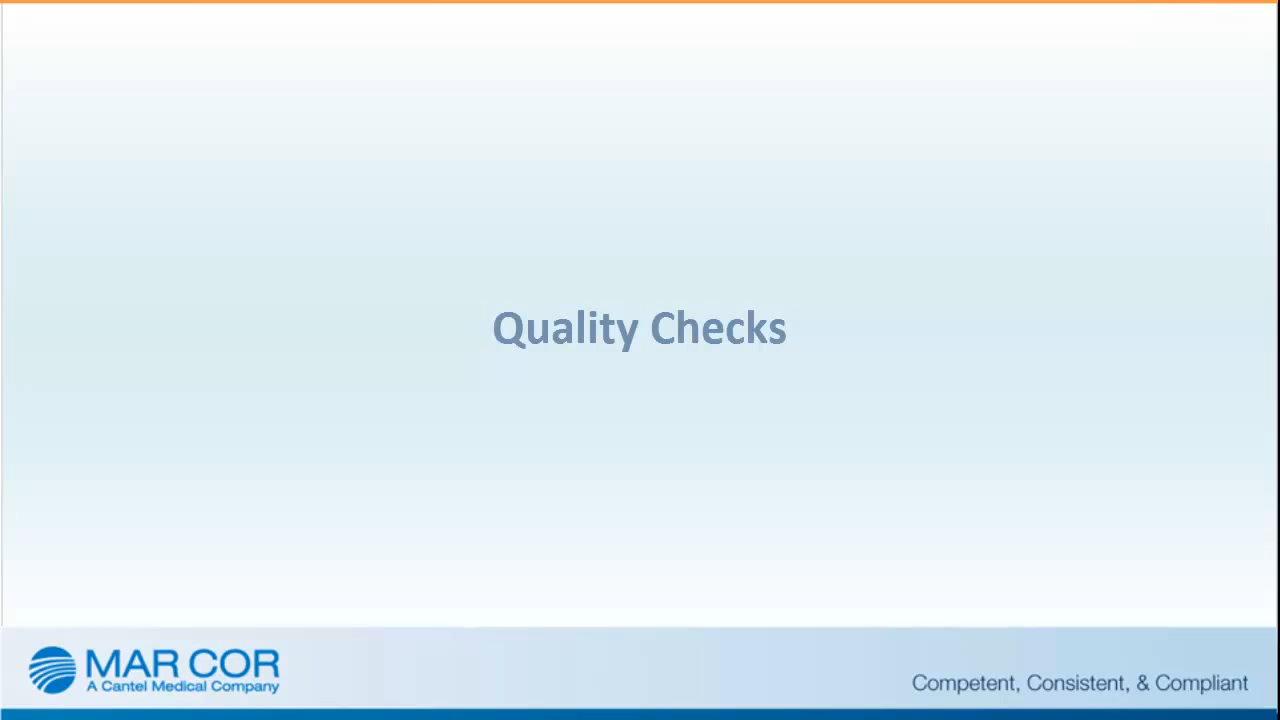 Quality Checks
MAR COR
A Cantel Medical Company
Competent, Consistent, & Compliant